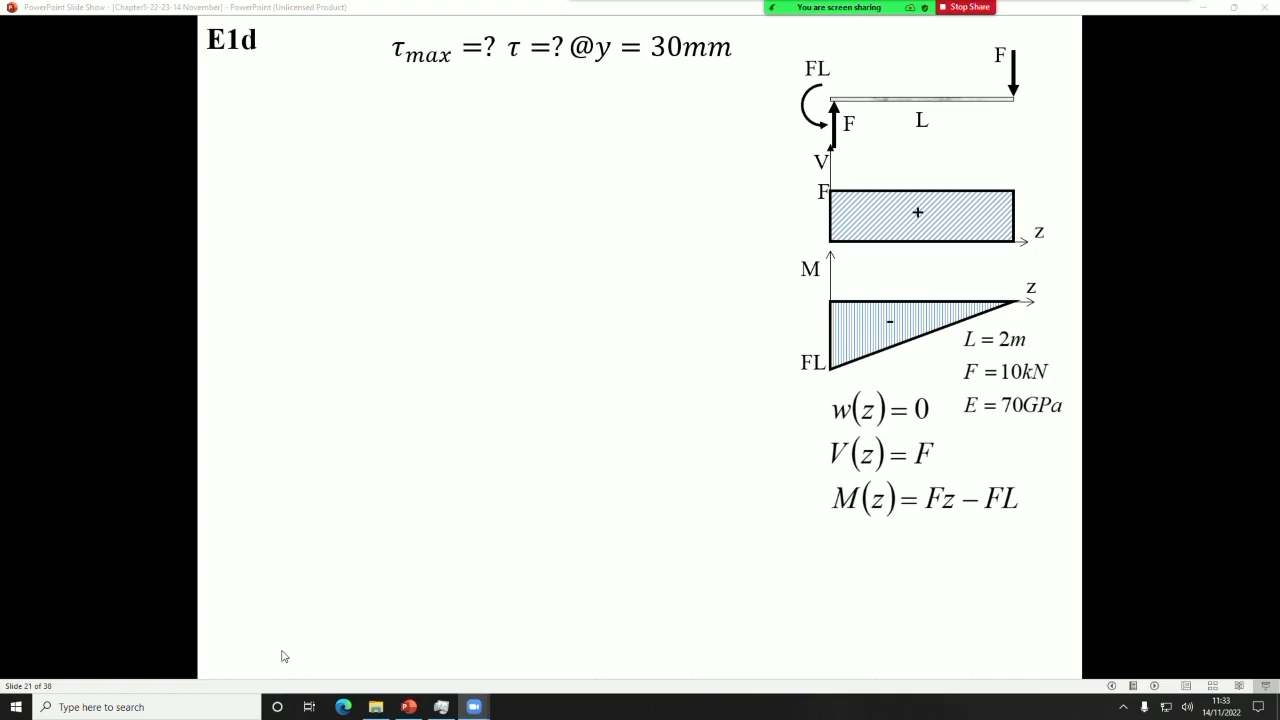 PowerPoint Slide Show - [Chapter5-22-23-14 November] - PowerPoint (Unlicensed Product)
You are screen sharing
Stop Share
E1d
τmax =? τ =? @y = 30mm
F
FL
F
L
V
F
+
z
M
z
-
FL
L = 2m
F = 10kN
E = 70GPa
w(z) = 0
V(z) = F
M(z) = Fz − FL
Slide 21 of 38
Type here to search
11:33
14/11/2022